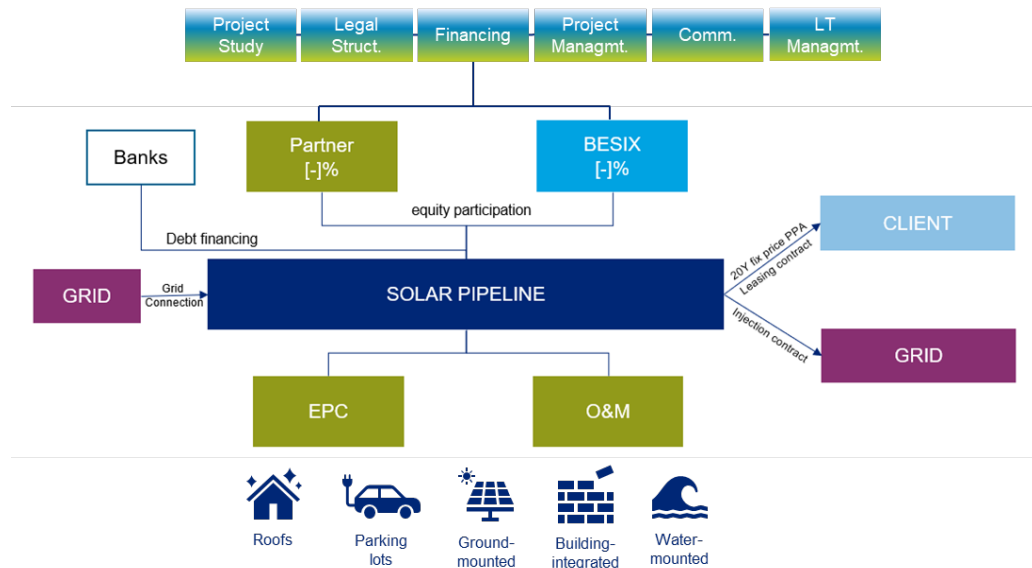 Project
Study
Legal
Struct.
Financing
Project
Managmt.
Comm.
LT
Managmt.
Banks
Partner
[-]%
BESIX
[-]%
equity participation
Debt financing
GRID
Grid
Connection
SOLAR PIPELINE
20Y fix price PPA
Leasing contract
CLIENT
Injection contract
GRID
EPC
O&M
Roofs
Parking
lots
Ground-
mounted
Building-
integrated
Water-
mounted